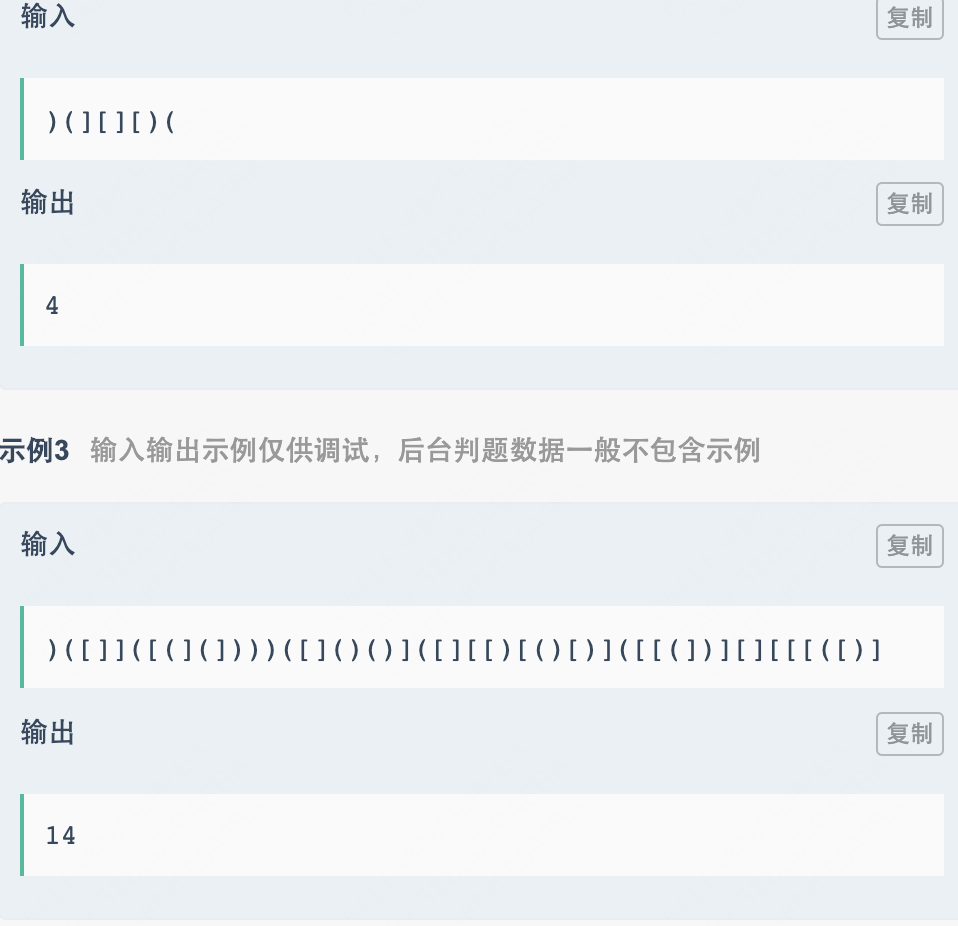 输入
复制
)(][][)(
输出
复制
4
示例3 输入输出示例仅供调试，后台判题数据一般不包含示例
输入
复制
)([]]([(](])))([]()()]([][[)[()[)]([[(])][][[[([)]
输出
复制
14